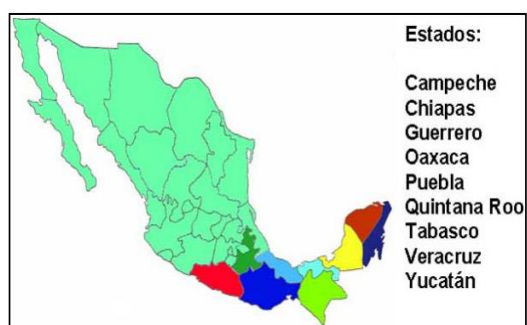 Estados:
Campeche
Chiapas
Guerrero
Oaxaca
Puebla
Quintana Roo
Tabasco
Veracruz
Yucatán